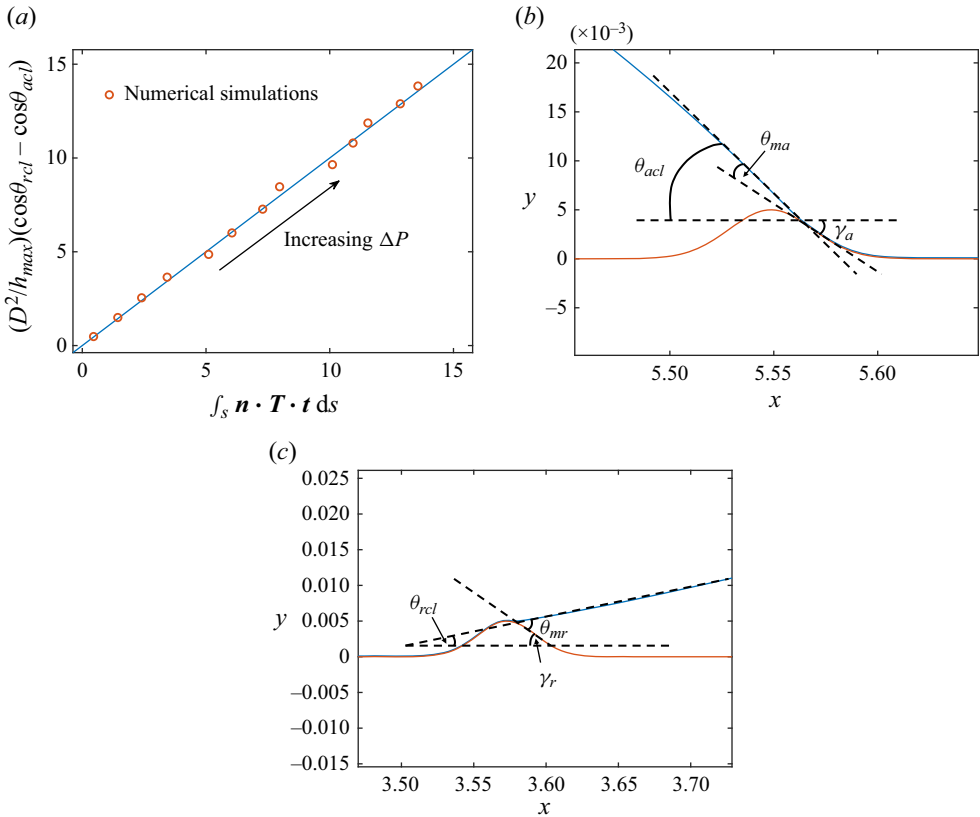 (a)
15
10
5
0
0
5
10
15
(D²/hmax)(cosθrcl − cosθacl)
Numerical simulations
Increasing ΔP
∫s n · T · t ds
(b)
(×10⁻³)
20
15
10
5
0
−5
5.50
5.55
5.60
y
x
θacl
θma
γa
(c)
0.025
0.020
0.015
0.010
0.005
0
−0.005
−0.010
−0.015
3.50
3.55
3.60
3.65
3.70
y
x
θrcl
θmr
γr